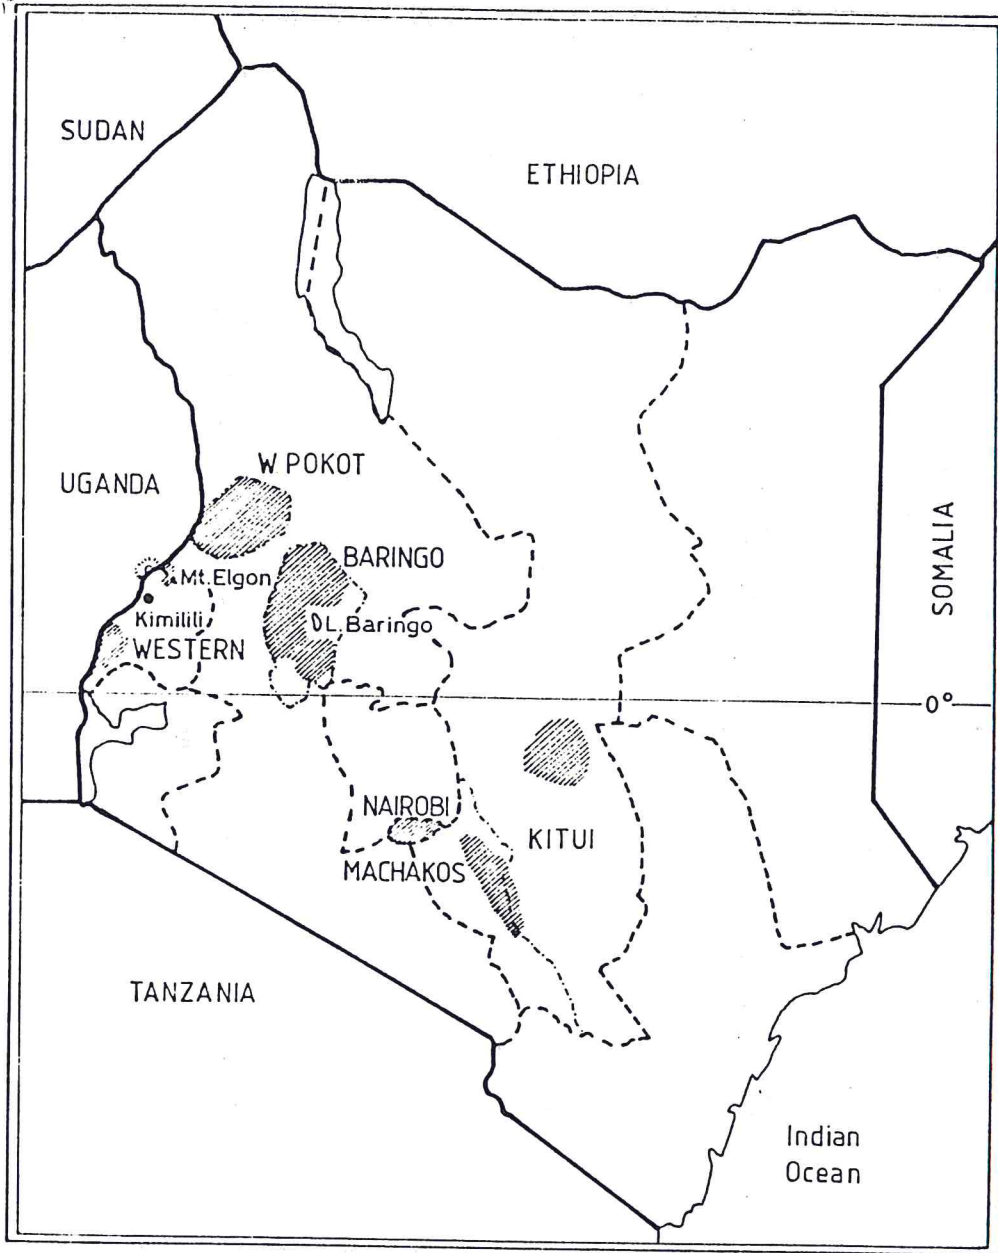 SUDAN
ETHIOPIA
W. POKOT
UGANDA
SOMALIA
BARINGO
Mt. Elgon
Kimilili
L. Baringo
WESTERN
0°
NAIROBI
KITUI
MACHAKOS
TANZANIA
Indian
Ocean